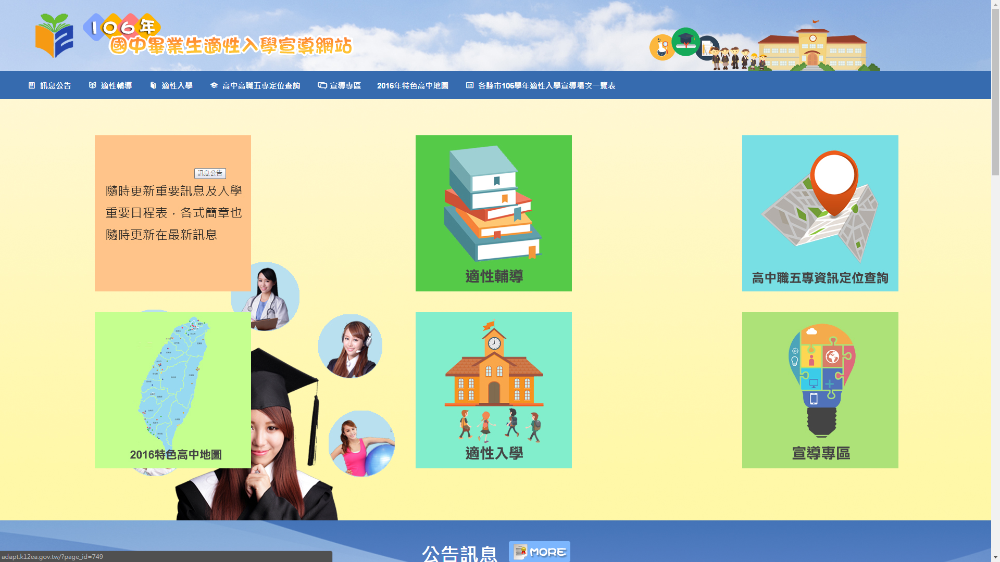 106年
國中畢業生適性入學宣導網站
訊息公告
適性輔導
適性入學
高中高職五專定位查詢
宣導專區
2016年特色高中地圖
各縣市106學年適性入學宣導場次一覽表
訊息公告
隨時更新重要訊息及入學
重要日程表，各式簡章也
隨時更新在最新訊息
適性輔導
高中職五專資訊定位查詢
2016特色高中地圖
適性入學
宣導專區
公告訊息
MORE
adapt.k12ea.gov.tw/?page_id=749